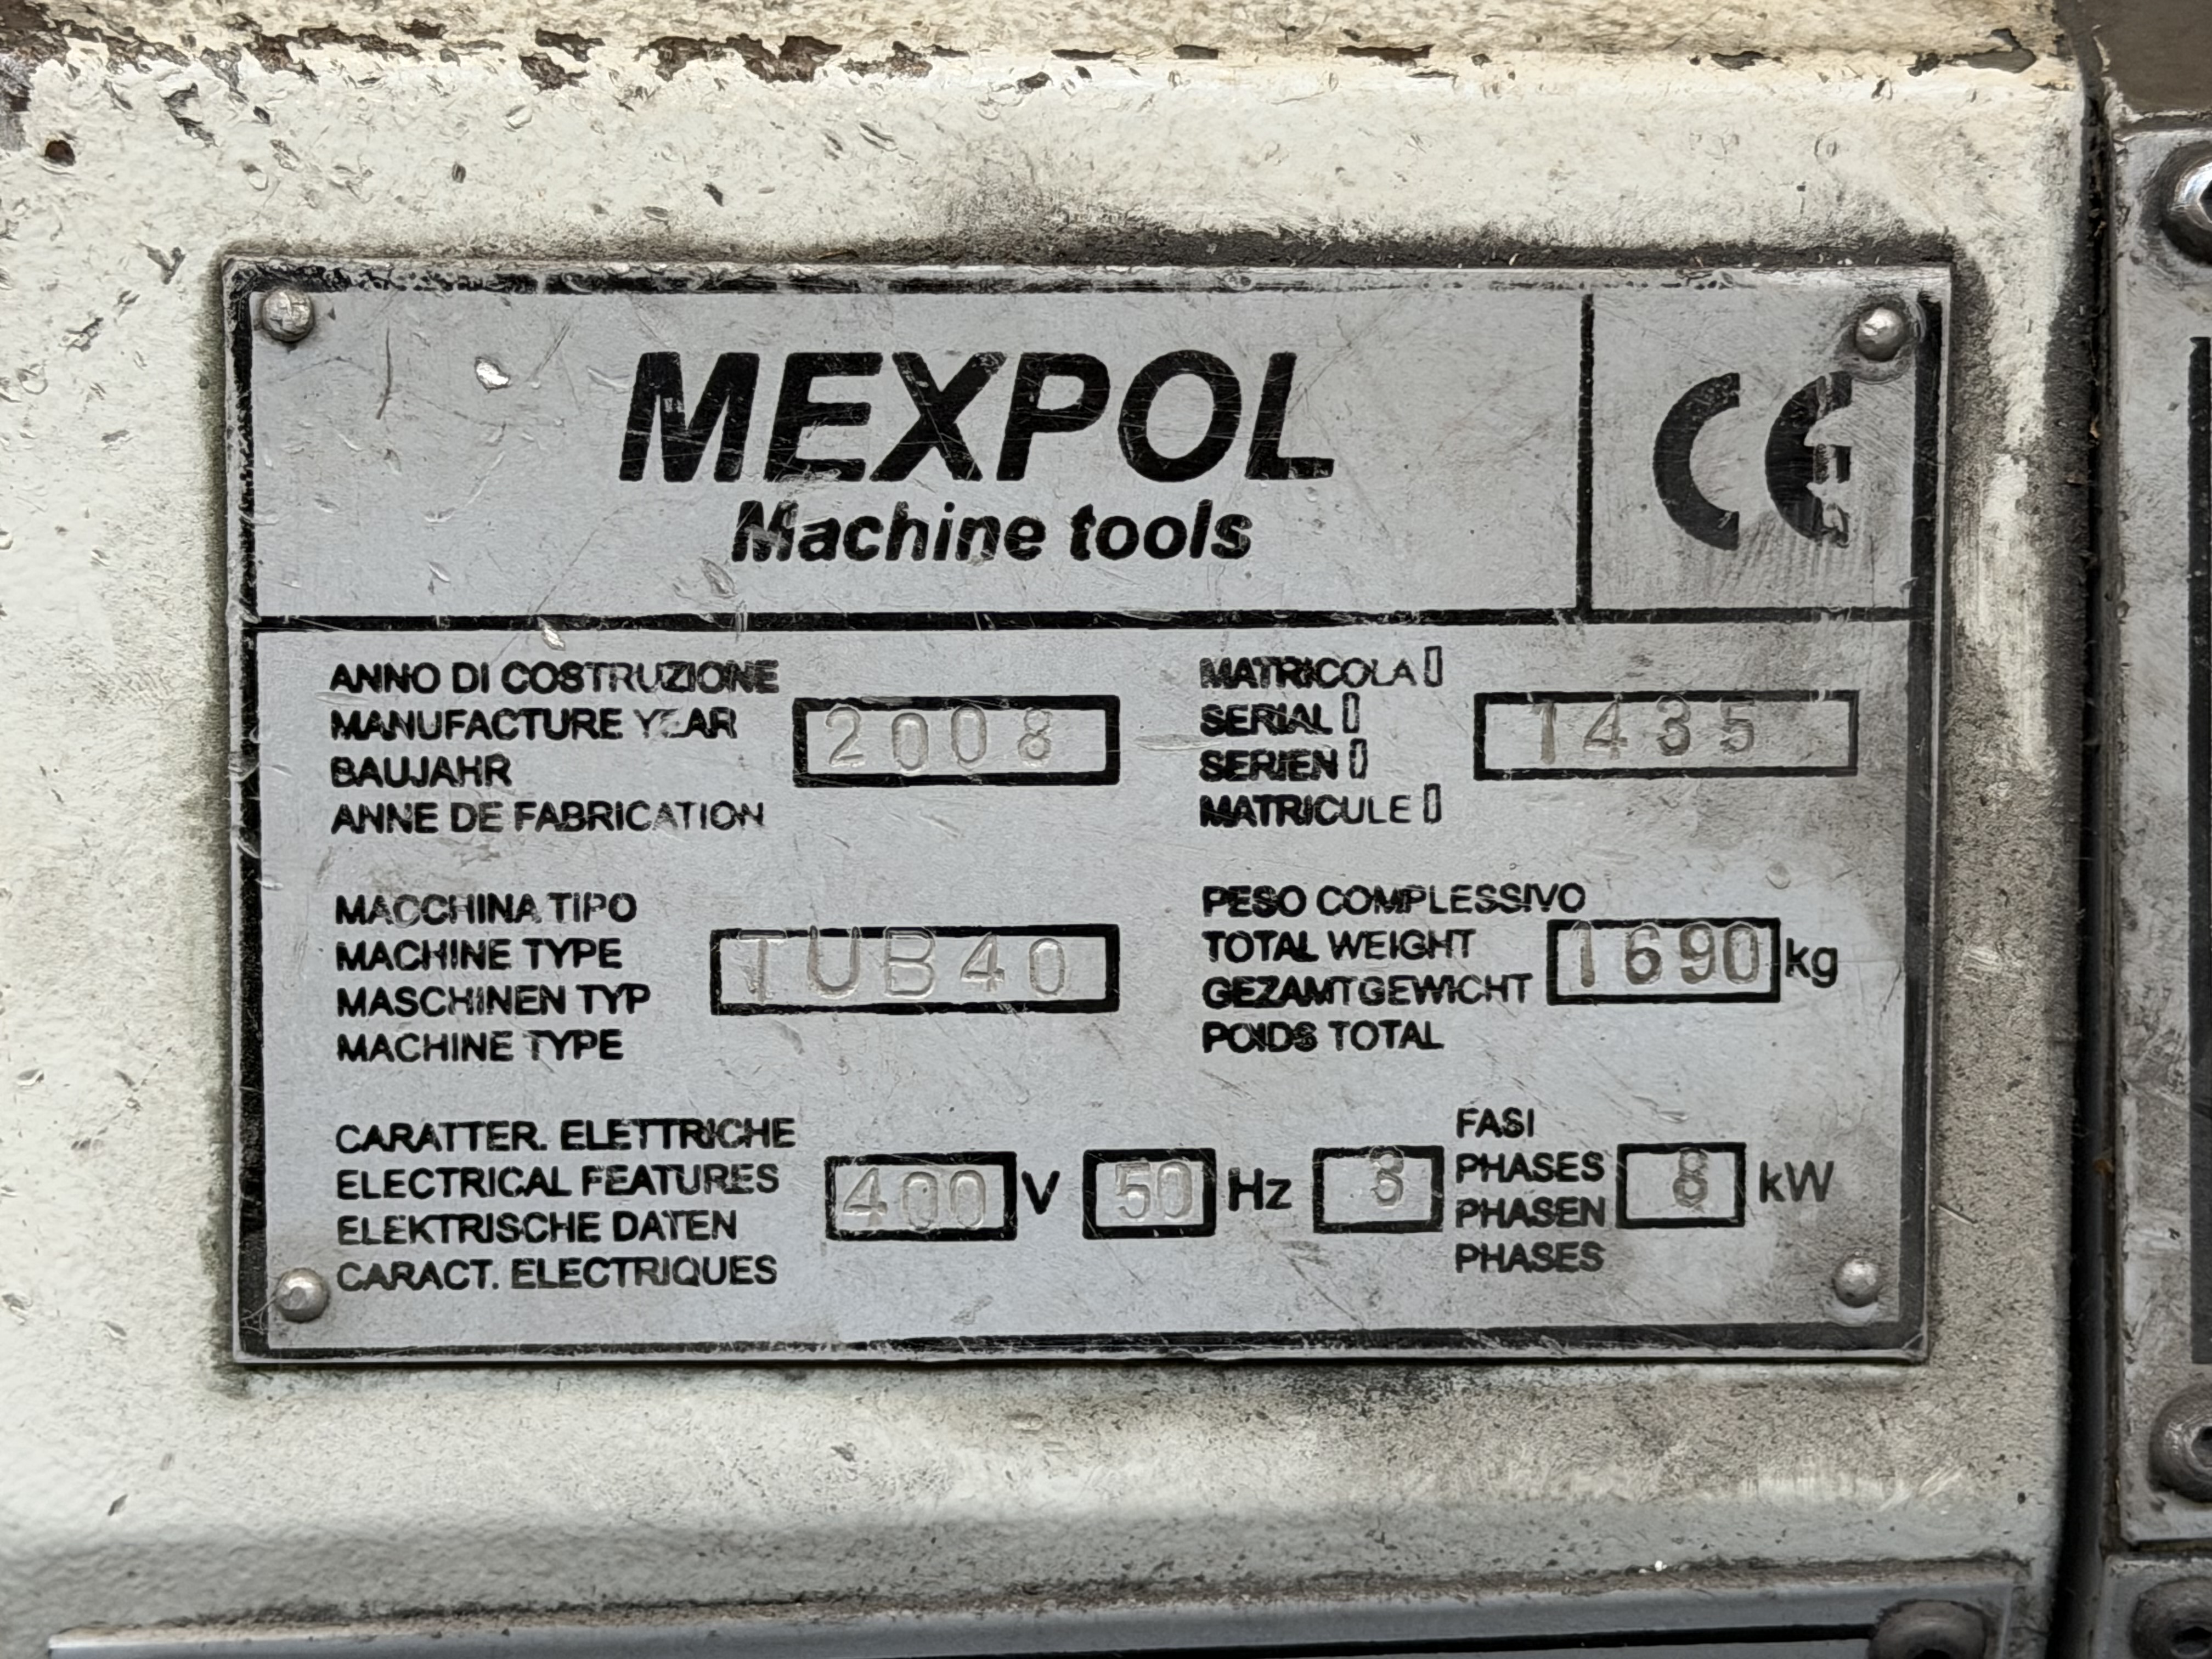 MEXPOL
Machine tools
CE
ANNO DI COSTRUZIONE
MANUFACTURE YEAR
BAUJAHR
ANNE DE FABRICATION
2008
MATRICOLA
SERIAL
SERIEN
MATRICULE
1435
MACCHINA TIPO
MACHINE TYPE
MASCHINEN TYP
MACHINE TYPE
TUB40
PESO COMPLESSIVO
TOTAL WEIGHT
GEZAMTGEWICHT
POIDS TOTAL
1690 kg
CARATTER. ELETTRICHE
ELECTRICAL FEATURES
ELEKTRISCHE DATEN
CARACT. ELECTRIQUES
400 V 50 Hz 3
FASI
PHASES
PHASEN
PHASES
8 kW